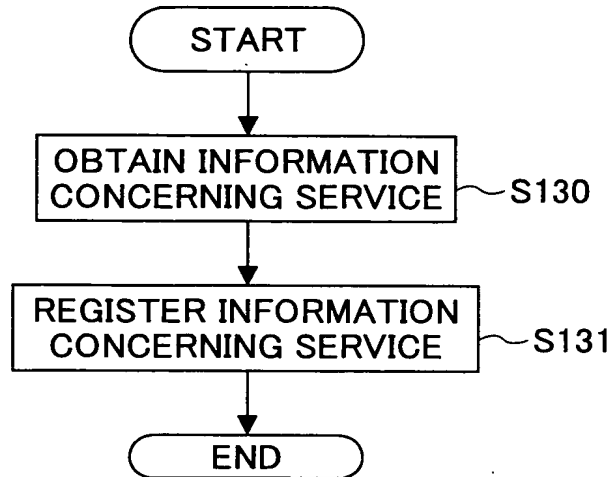 START
OBTAIN INFORMATION
CONCERNING SERVICE
S130
REGISTER INFORMATION
CONCERNING SERVICE
S131
END